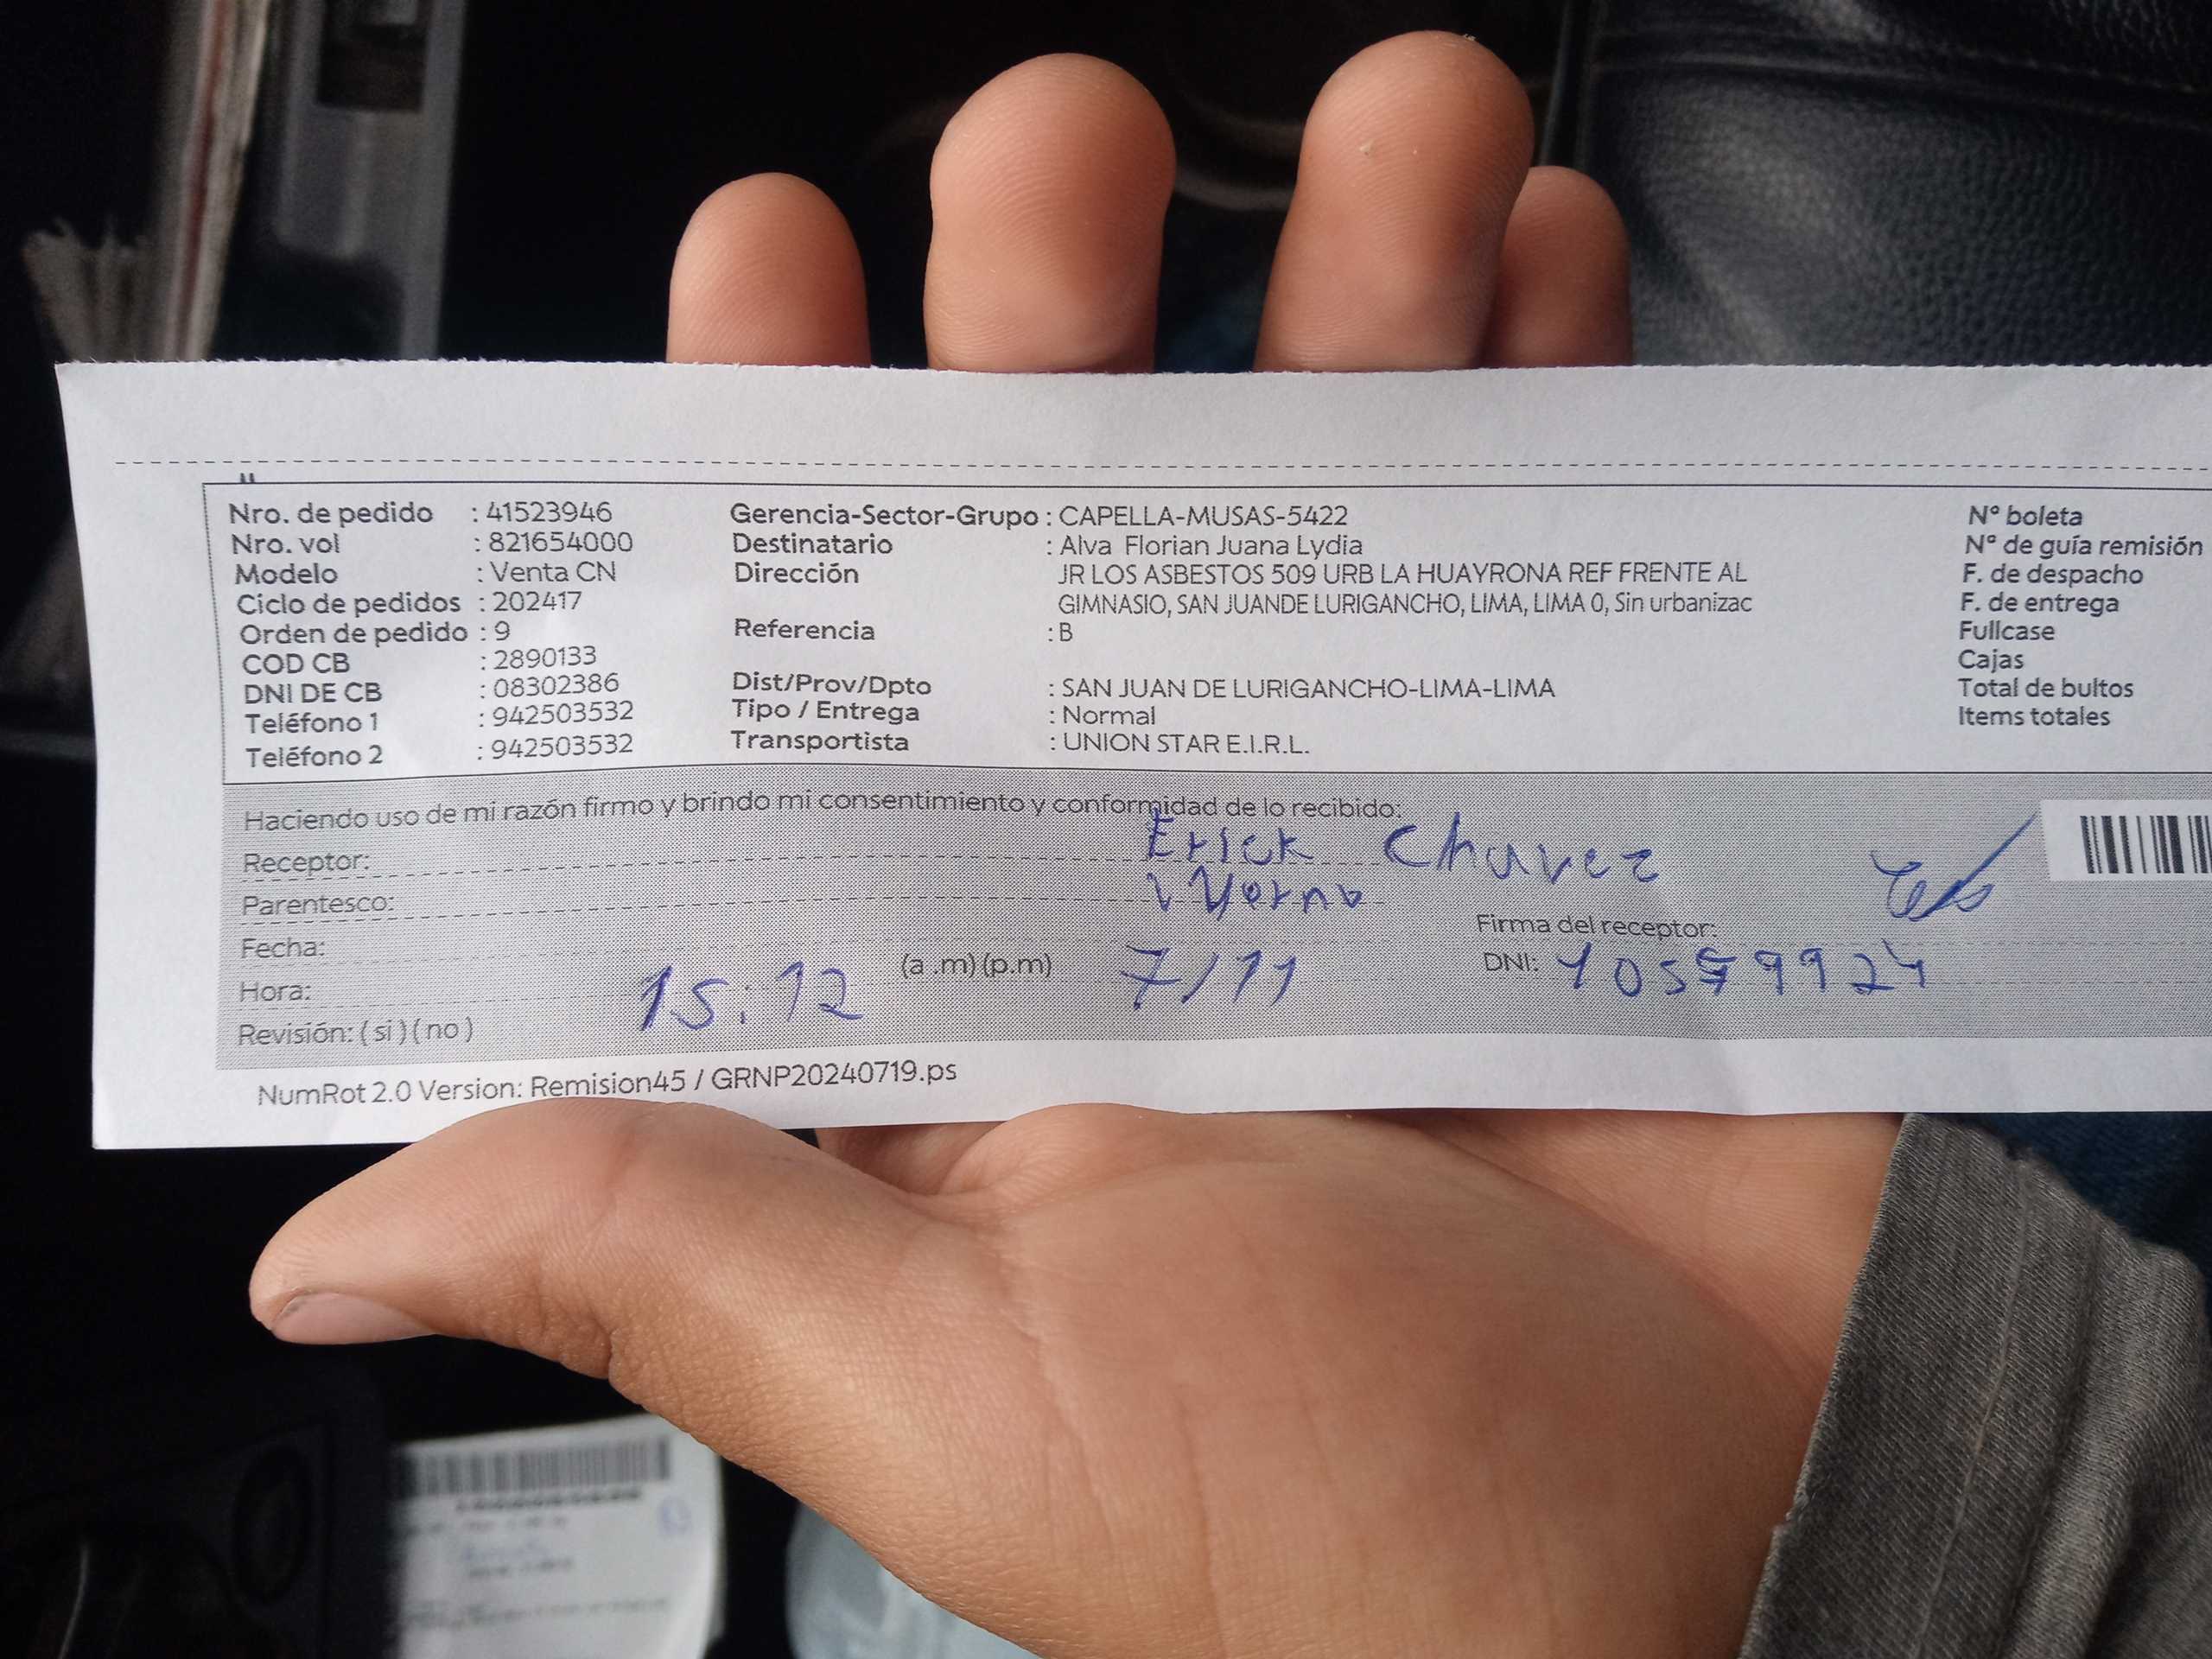 Nro. de pedido : 41523946 Gerencia-Sector-Grupo : CAPELLA-MUSAS-5422 N° boleta
Nro. vol : 821654000 Destinatario : Alva Florian Juana Lydia N° de guía remisión
Modelo : Venta CN Dirección JR LOS ASBESTOS 509 URB LA HUAYRONA REF FRENTE AL F. de despacho
Ciclo de pedidos : 202417 GIMNASIO, SAN JUANDE LURIGANCHO, LIMA, LIMA 0, Sin urbanizac F. de entrega
Orden de pedido : 9 Referencia : B Fullcase
COD CB : 2890133 Cajas
DNI DE CB : 08302386 Dist/Prov/Dpto : SAN JUAN DE LURIGANCHO-LIMA-LIMA Total de bultos
Teléfono 1 : 942503532 Tipo / Entrega : Normal Items totales
Teléfono 2 : 942503532 Transportista : UNION STAR E.I.R.L.
Haciendo uso de mi razón firmo y brindo mi consentimiento y conformidad de lo recibido:
Receptor: Erick Chavez
Parentesco: Yerno
Fecha: Firma del receptor:
Hora: 15:12 (a .m) (p.m) 7/11 DNI:
Revisión: ( si ) ( no )
NumRot 2.0 Version: Remision45 / GRNP20240719.ps